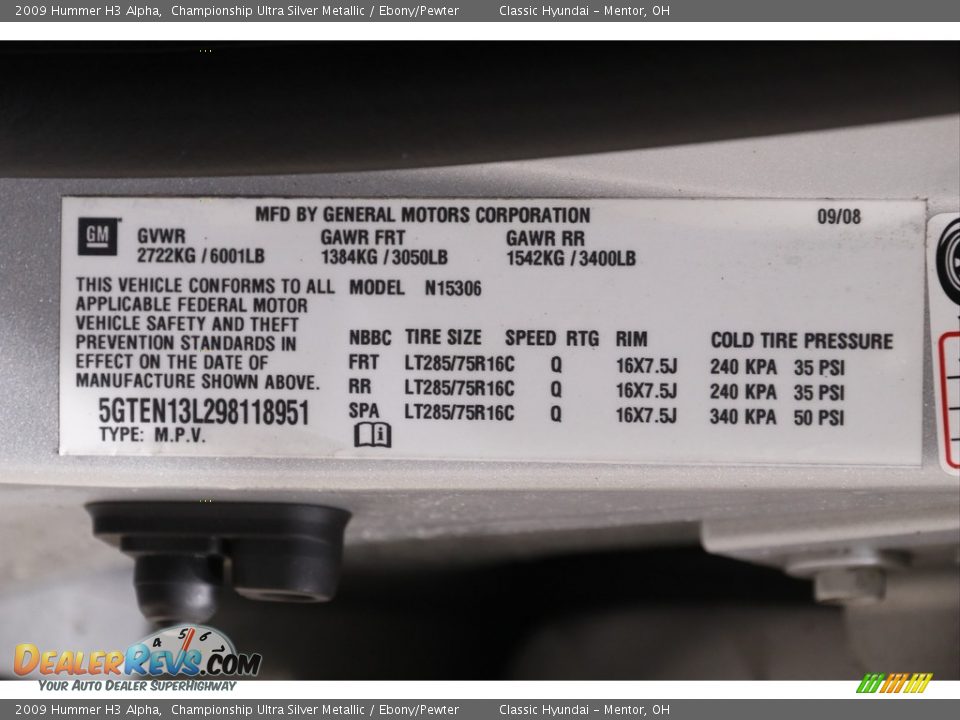 2009 Hummer H3 Alpha,  Championship Ultra Silver Metallic / Ebony/Pewter    Classic Hyundai – Mentor, OH
MFD BY GENERAL MOTORS CORPORATION 09/08
GM
GVWR GAWR FRT GAWR RR
2722KG / 6001LB 1384KG / 3050LB 1542KG / 3400LB
THIS VEHICLE CONFORMS TO ALL
APPLICABLE FEDERAL MOTOR
VEHICLE SAFETY AND THEFT
PREVENTION STANDARDS IN
EFFECT ON THE DATE OF
MANUFACTURE SHOWN ABOVE.
5GTEN13L298118951
TYPE: M.P.V.
MODEL N15306
NBBC TIRE SIZE SPEED RTG RIM COLD TIRE PRESSURE
FRT LT285/75R16C Q 16X7.5J 240 KPA 35 PSI
RR LT285/75R16C Q 16X7.5J 240 KPA 35 PSI
SPA LT285/75R16C Q 16X7.5J 340 KPA 50 PSI
4 5 6
DealerRevs.com
Your Auto Dealer SuperHighway
2009 Hummer H3 Alpha,  Championship Ultra Silver Metallic / Ebony/Pewter    Classic Hyundai – Mentor, OH